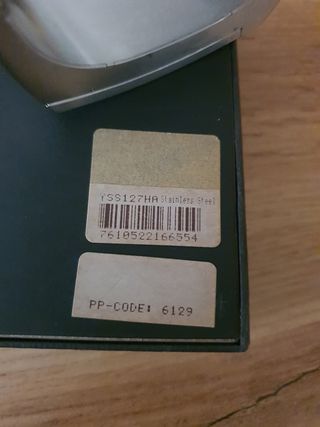 YSS127HA Stainless Steel
7610522166554
PP-CODE: 6129